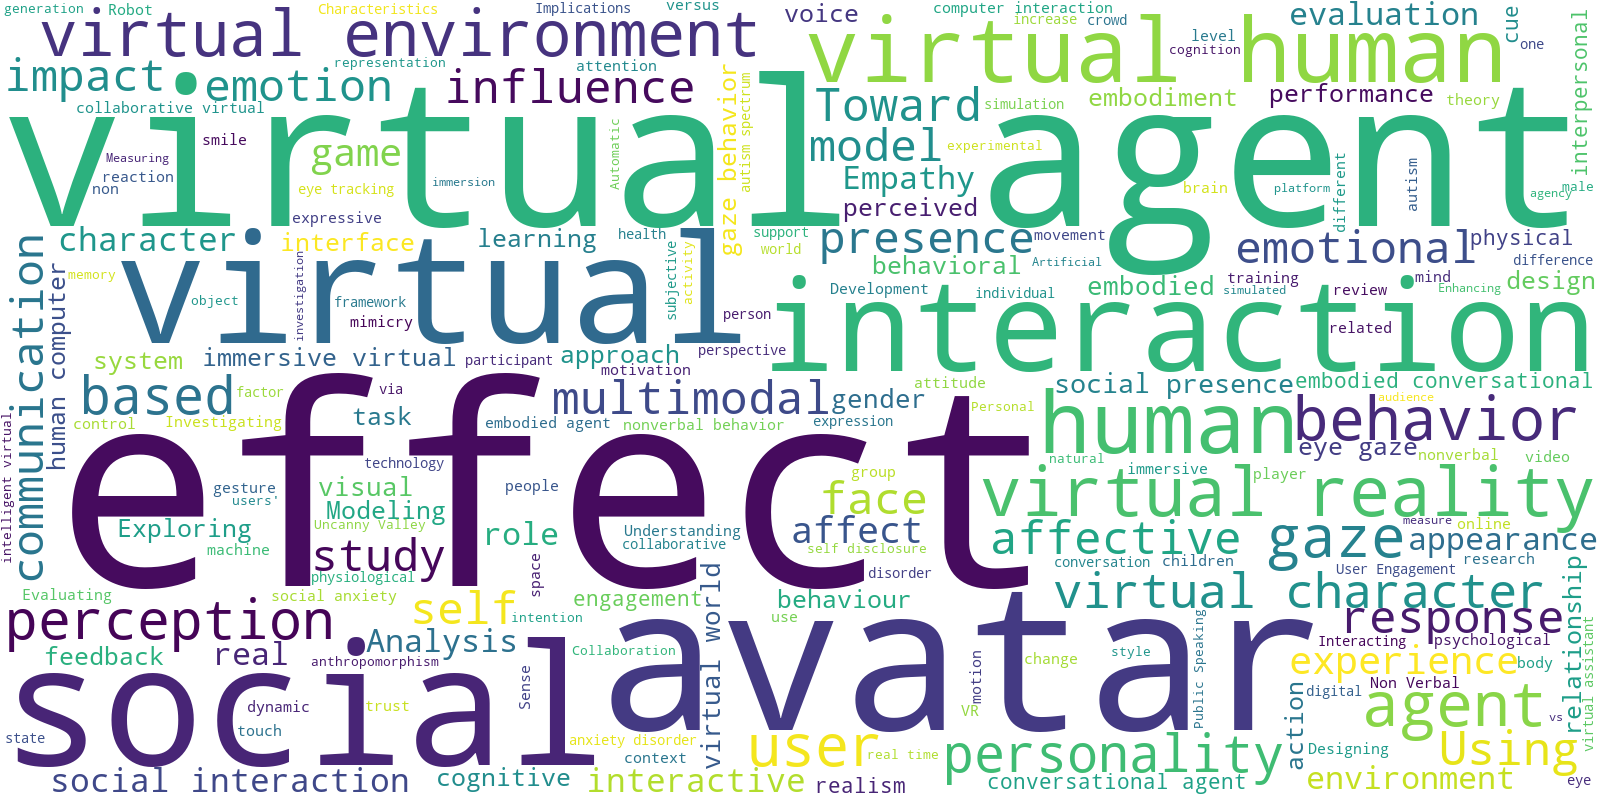 generation
Robot
Characteristics
Implications
versus
computer interaction
virtual environment
voice
increase
crowd
evaluation
cue
one
level
cognition
interpersonal
virtual human
impact
emotion
representation
attention
influence
collaborative virtual
gaze behavior
autism spectrum
Toward
simulation
embodiment
performance
theory
virtual agent
smile
Measuring
reaction
non
game
eye tracking
immersion
Automatic
expressive
model
experimental
Empathy
perceived
brain
platform
different
autism
male
agency
character
interface
learning
health
support
world
presence
movement
emotional
physical
communication
human computer
memory
virtual
investigation
object
framework
mimicry
subjective
activity
person
behavioral
Artificial
Development
individual
embodied
training
simulated
review
mind
Enhancing
difference
design
interaction
related
system
immersive virtual
participant
approach
motivation
perspective
based
factor
via
multimodal
gender
attitude
social presence
embodied conversational
audience
control
Investigating
task
embodied agent
nonverbal behavior
expression
Personal
human
behavior
eye gaze
nonverbal
video
intelligent virtual
effect
technology
gesture
users'
visual
people
group
face
natural
immersive
player
virtual reality
Exploring
Modeling
Uncanny Valley
machine
study
role
Understanding
collaborative
affect
self disclosure
affective
gaze
measure
online
appearance
physiological
space
disorder
conversation
children
User Engagement
research
Evaluating
social anxiety
self
intention
engagement
behaviour
use
virtual character
response
relationship
perception
Analysis
virtual world
avatar
Public Speaking
Interacting
psychological
feedback
real
anthropomorphism
Sense
Collaboration
motion
change
style
experience
body
virtual assistant
social
dynamic
trust
touch
VR
action
digital
Non Verbal
agent
vs
state
anxiety disorder
context
user
real time
personality
Designing
Using
social interaction
cognitive
interactive
realism
conversational agent
environment
eye